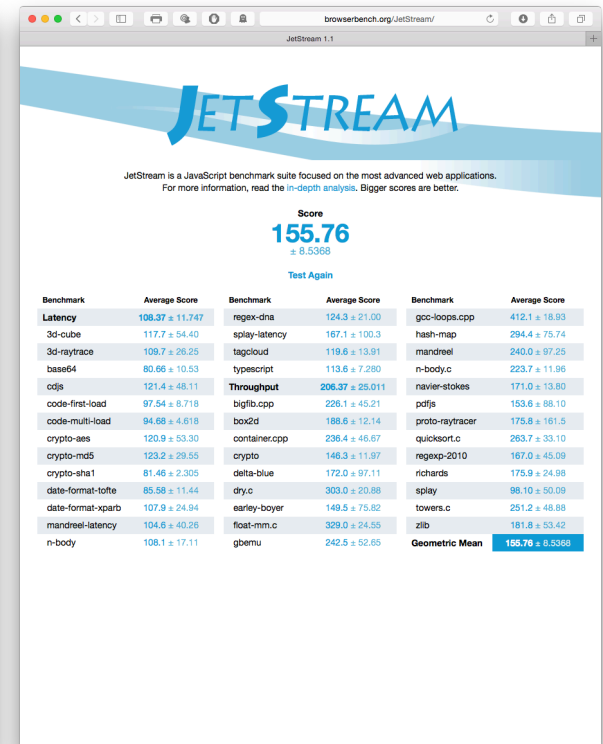 browserbench.org/JetStream/
JetStream 1.1
JETSTREAM
JetStream is a JavaScript benchmark suite focused on the most advanced web applications.
For more information, read the in-depth analysis. Bigger scores are better.
Score
155.76
± 8.5368
Test Again
Benchmark Average Score Benchmark Average Score Benchmark Average Score
Latency 108.37 ± 11.747 regex-dna 124.3 ± 21.00 gcc-loops.cpp 412.1 ± 18.93
3d-cube 117.7 ± 54.40 splay-latency 167.1 ± 100.3 hash-map 294.4 ± 75.74
3d-raytrace 109.7 ± 26.25 tagcloud 119.6 ± 13.91 mandreel 240.0 ± 97.25
base64 80.66 ± 10.53 typescript 113.6 ± 7.280 n-body.c 223.7 ± 11.96
cdjs 121.4 ± 48.11 Throughput 206.37 ± 25.011 navier-stokes 171.0 ± 13.80
code-first-load 97.54 ± 8.718 bigfib.cpp 226.1 ± 45.21 pdfjs 153.6 ± 88.10
code-multi-load 94.68 ± 4.618 box2d 188.6 ± 12.14 proto-raytracer 175.8 ± 161.5
crypto-aes 120.9 ± 53.30 container.cpp 236.4 ± 46.67 quicksort.c 263.7 ± 33.10
crypto-md5 123.2 ± 29.55 crypto 146.3 ± 11.97 regexp-2010 167.0 ± 45.09
crypto-sha1 81.46 ± 2.305 delta-blue 172.0 ± 97.11 richards 175.9 ± 24.98
date-format-tofte 85.58 ± 11.44 dry.c 303.0 ± 20.88 splay 98.10 ± 50.09
date-format-xparb 107.9 ± 24.94 earley-boyer 149.5 ± 75.82 towers.c 251.2 ± 48.88
mandreel-latency 104.6 ± 40.26 float-mm.c 329.0 ± 24.55 zlib 181.8 ± 53.42
n-body 108.1 ± 17.11 gbemu 242.5 ± 52.65 Geometric Mean 155.76 ± 8.5368